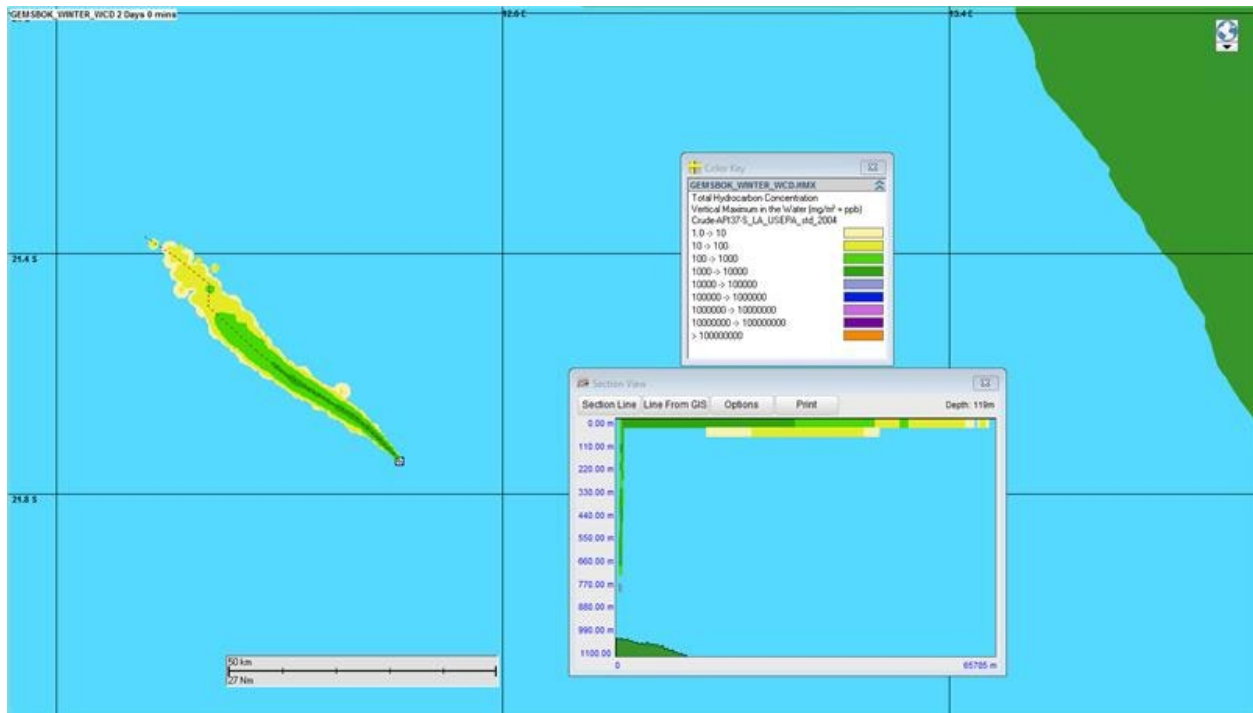 GEMSBOK_WINTER_WCD 2 Days 0 mins
12.6 E
13.4 E
21.4 S
21.8 S
50 km
27 Nm
Color Key
GEMSBOK_WINTER_WCD.HMX
Total Hydrocarbon Concentration
Vertical Maximum in the Water (mg/m³ = ppb)
Crude-API37-S_LA_USEPA_std_2004
1.0 -> 10
10 -> 100
100 -> 1000
1000 -> 10000
10000 -> 100000
100000 -> 1000000
1000000 -> 10000000
10000000 -> 100000000
> 100000000
Section View
Section Line Line From GIS Options Print Depth: 119m
0.00 m
110.00 m
220.00 m
330.00 m
440.00 m
550.00 m
660.00 m
770.00 m
880.00 m
990.00 m
1100.00
0 65785 m